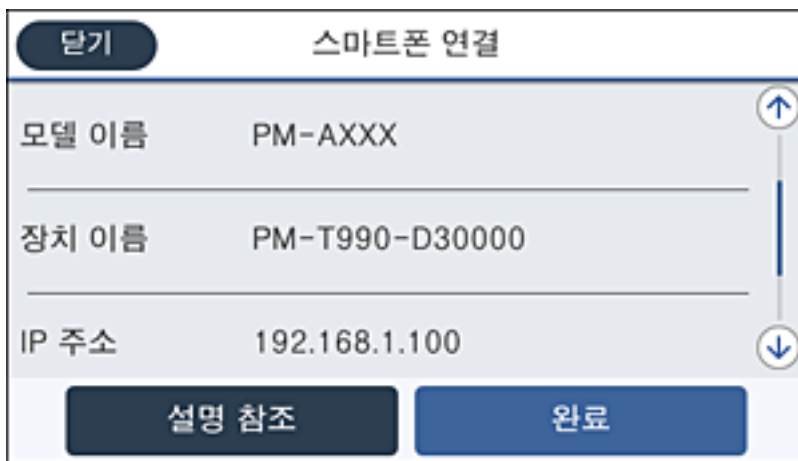 닫기 스마트폰 연결
모델 이름 PM-AXXX
장치 이름 PM-T990-D30000
IP 주소 192.168.1.100
설명 참조 완료